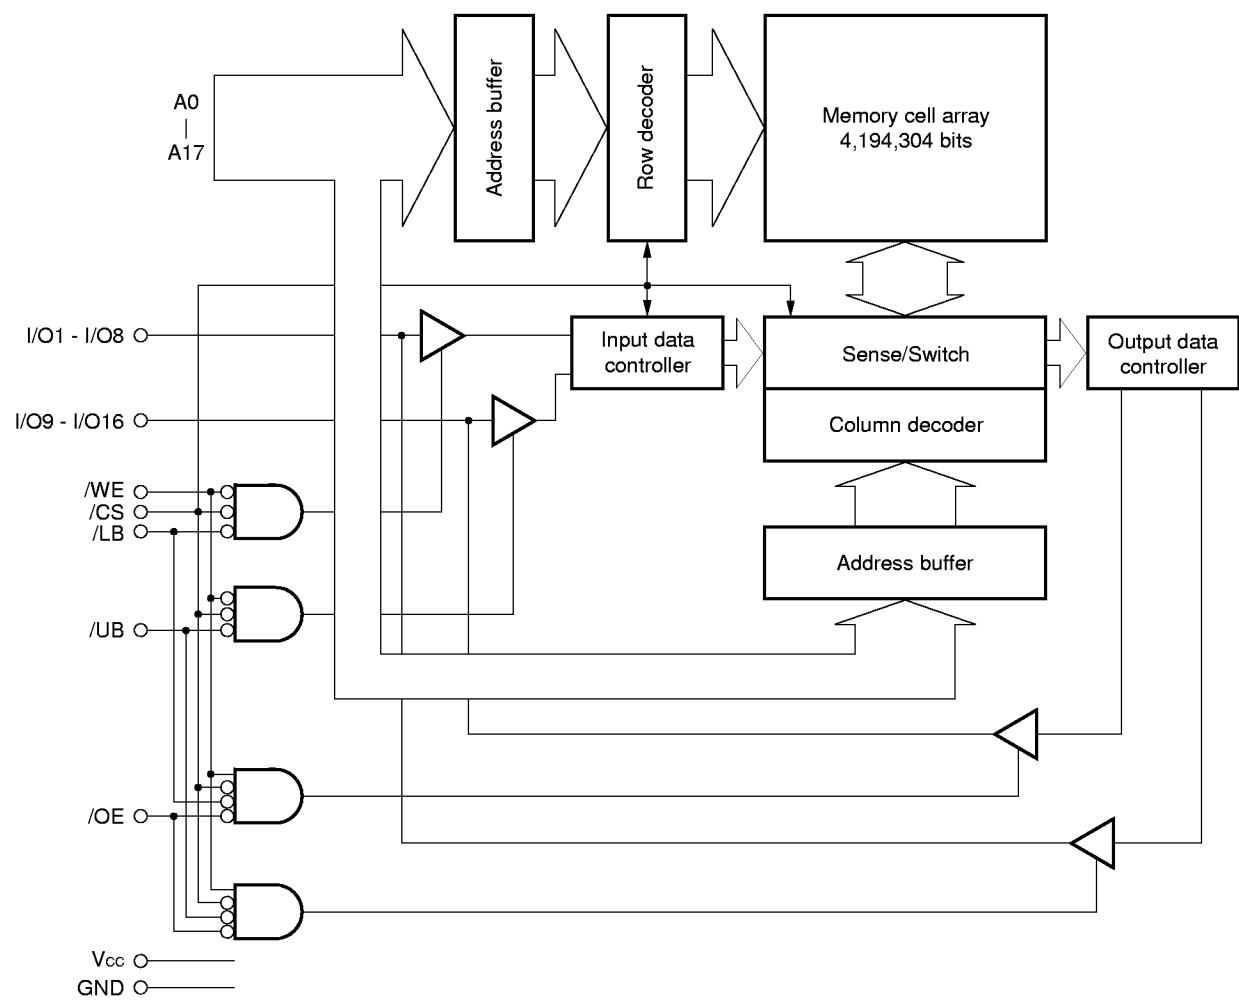 A0
|
A17
Address buffer
Row decoder
Memory cell array
4,194,304 bits
I/O1 - I/O8
Input data
controller
Sense/Switch
Output data
controller
I/O9 - I/O16
Column decoder
/WE
/CS
/LB
Address buffer
/UB
/OE
Vcc
GND